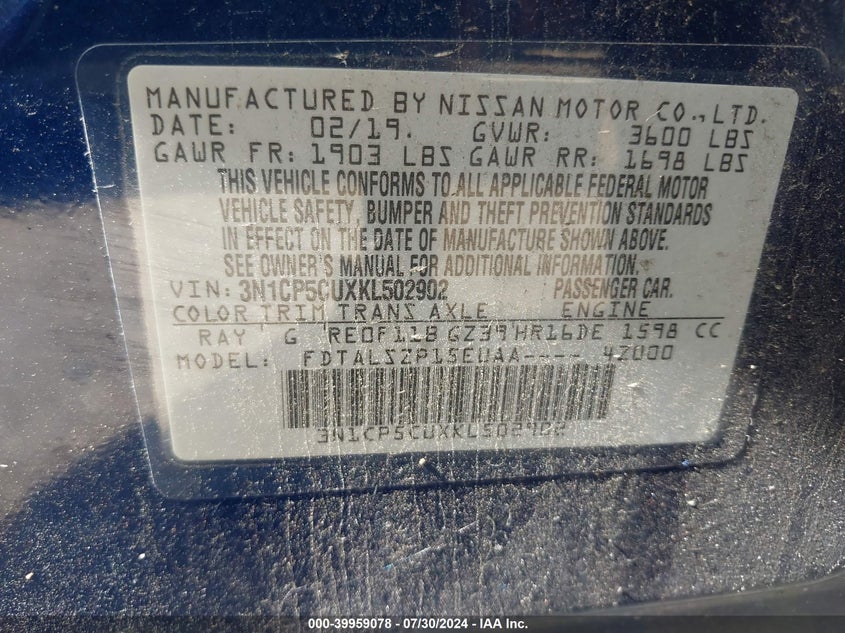 MANUFACTURED BY NISSAN MOTOR CO.,LTD.
DATE: 02/19. GVWR: 3600 LBS
GAWR FR: 1903 LBS GAWR RR: 1698 LBS
THIS VEHICLE CONFORMS TO ALL APPLICABLE FEDERAL MOTOR
VEHICLE SAFETY, BUMPER AND THEFT PREVENTION STANDARDS
IN EFFECT ON THE DATE OF MANUFACTURE SHOWN ABOVE.
SEE OWNER'S MANUAL FOR ADDITIONAL INFORMATION.
VIN: 3N1CP5CUXKL502902 PASSENGER CAR.
COLOR TRIM TRANS AXLE ENGINE
RAY G RE0F11B GZ39 HR16DE 1598 CC
MODEL: FDTALSZP15EUAA---- 4Z000
3N1CP5CUXKL502902
000-39959078 - 07/30/2024 - IAA Inc.